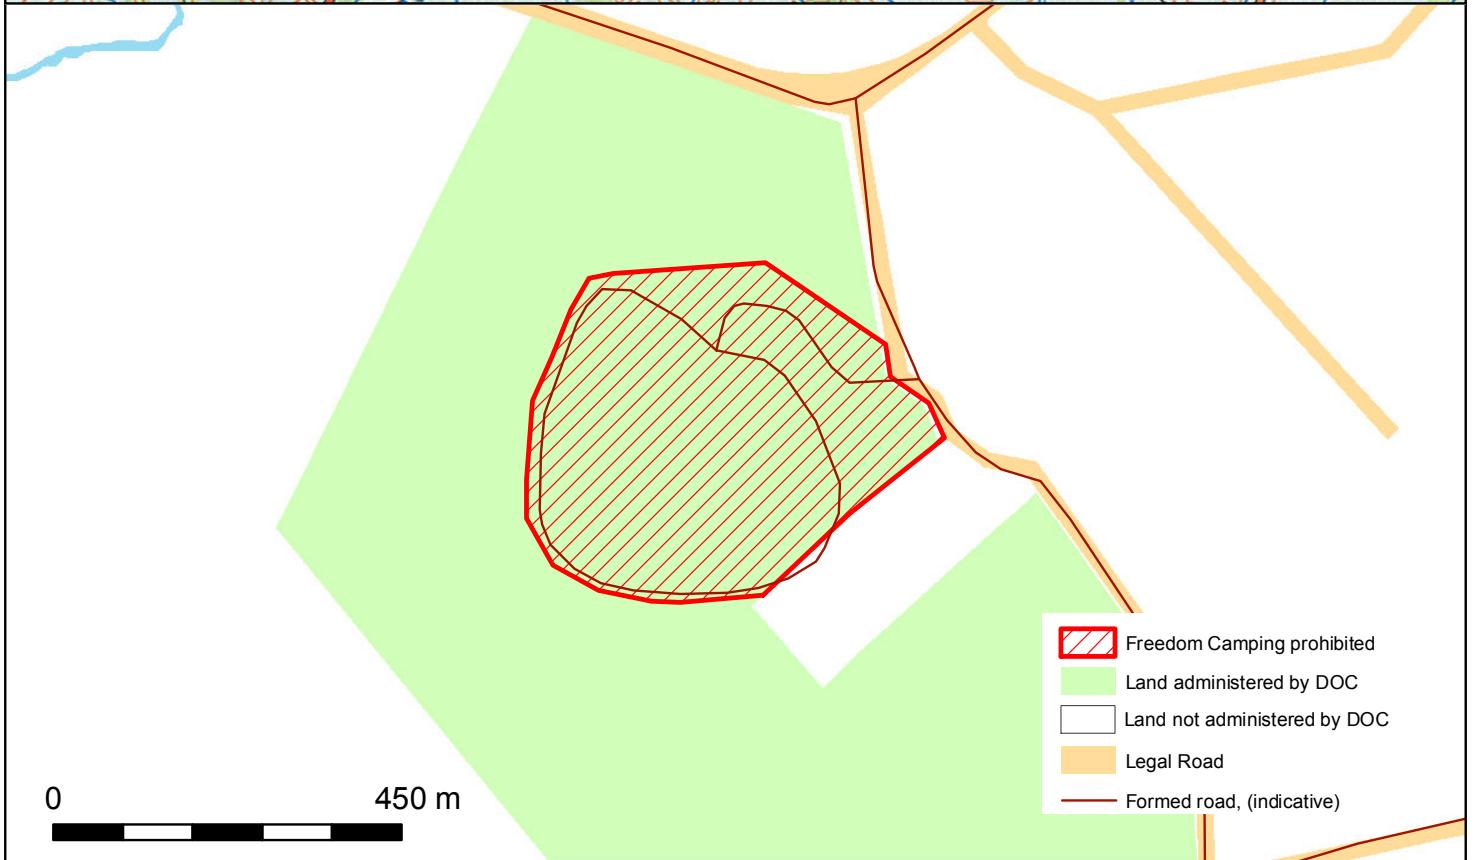 Freedom Camping prohibited
Land administered by DOC
Land not administered by DOC
Legal Road
Formed road, (indicative)
0 450 m